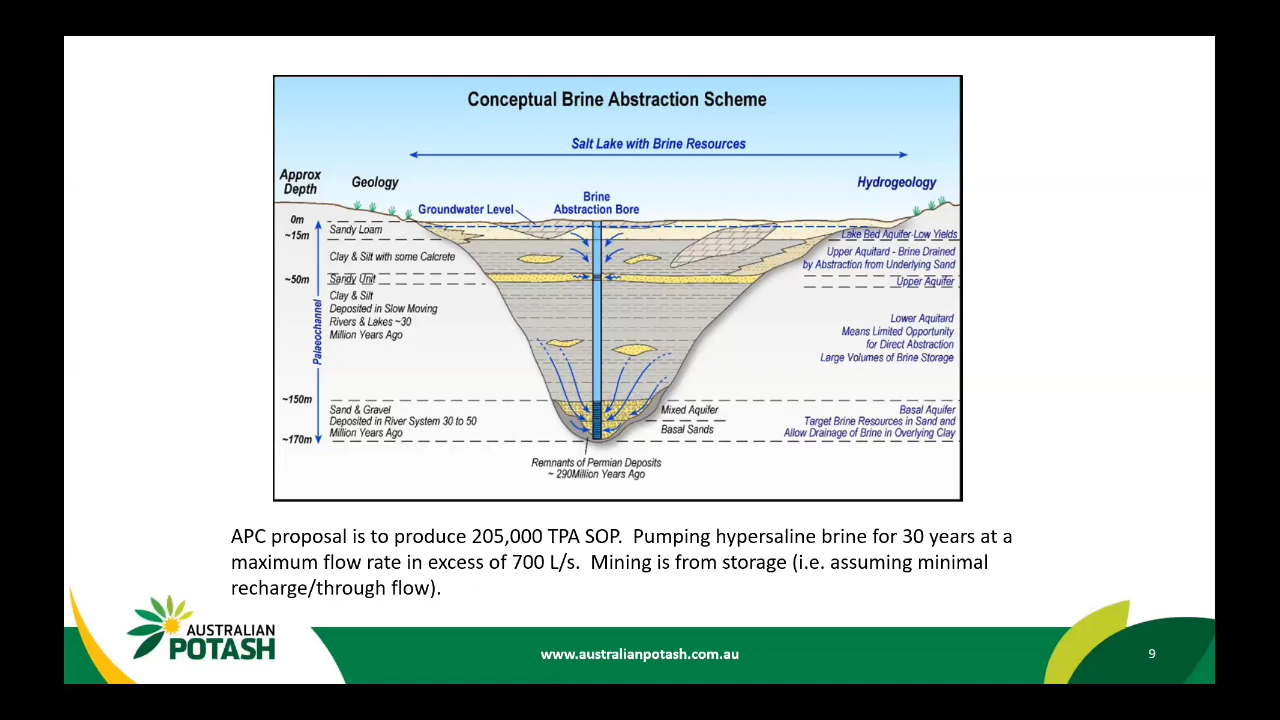 Conceptual Brine Abstraction Scheme
Salt Lake with Brine Resources
Approx
Depth
Geology
Hydrogeology
Brine
Abstraction Bore
Groundwater Level
0m
~15m
~50m
~150m
~170m
Palaeochannel
Sandy Loam
Clay & Silt with some Calcrete
Sandy Unit
Clay & Silt
Deposited in Slow Moving
Rivers & Lakes ~30
Million Years Ago
Sand & Gravel
Deposited in River System 30 to 50
Million Years Ago
Lake Bed Aquifer-Low Yields
Upper Aquitard - Brine Drained
by Abstraction from Underlying Sand
Upper Aquifer
Lower Aquitard
Means Limited Opportunity
for Direct Abstraction
Large Volumes of Brine Storage
Mixed Aquifer
Basal Sands
Basal Aquifer
Target Brine Resources in Sand and
Allow Drainage of Brine in Overlying Clay
Remnants of Permian Deposits
~ 290Million Years Ago
APC proposal is to produce 205,000 TPA SOP. Pumping hypersaline brine for 30 years at a
maximum flow rate in excess of 700 L/s. Mining is from storage (i.e. assuming minimal
recharge/through flow).
AUSTRALIAN
POTASH
www.australianpotash.com.au
9